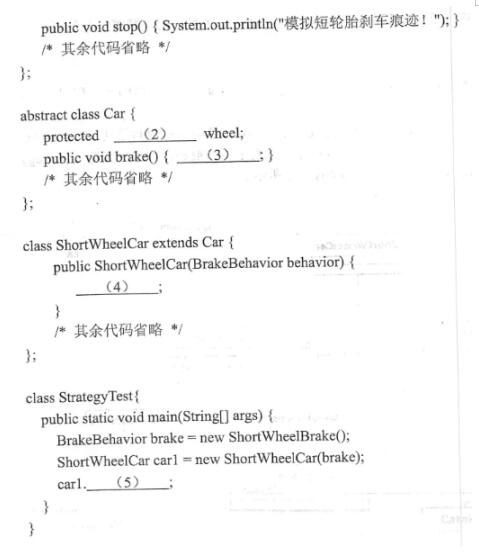 public void stop() { System.out.println("模拟短轮胎刹车痕迹！"); }
/* 其余代码省略 */
};
abstract class Car {
protected （2） wheel;
public void brake() { （3） ; }
/* 其余代码省略 */
};
class ShortWheelCar extends Car {
public ShortWheelCar(BrakeBehavior behavior) {
（4） ;
}
/* 其余代码省略 */
};
class StrategyTest{
public static void main(String[] args) {
BrakeBehavior brake = new ShortWheelBrake();
ShortWheelCar car1 = new ShortWheelCar(brake);
car1. （5） ;
}
}